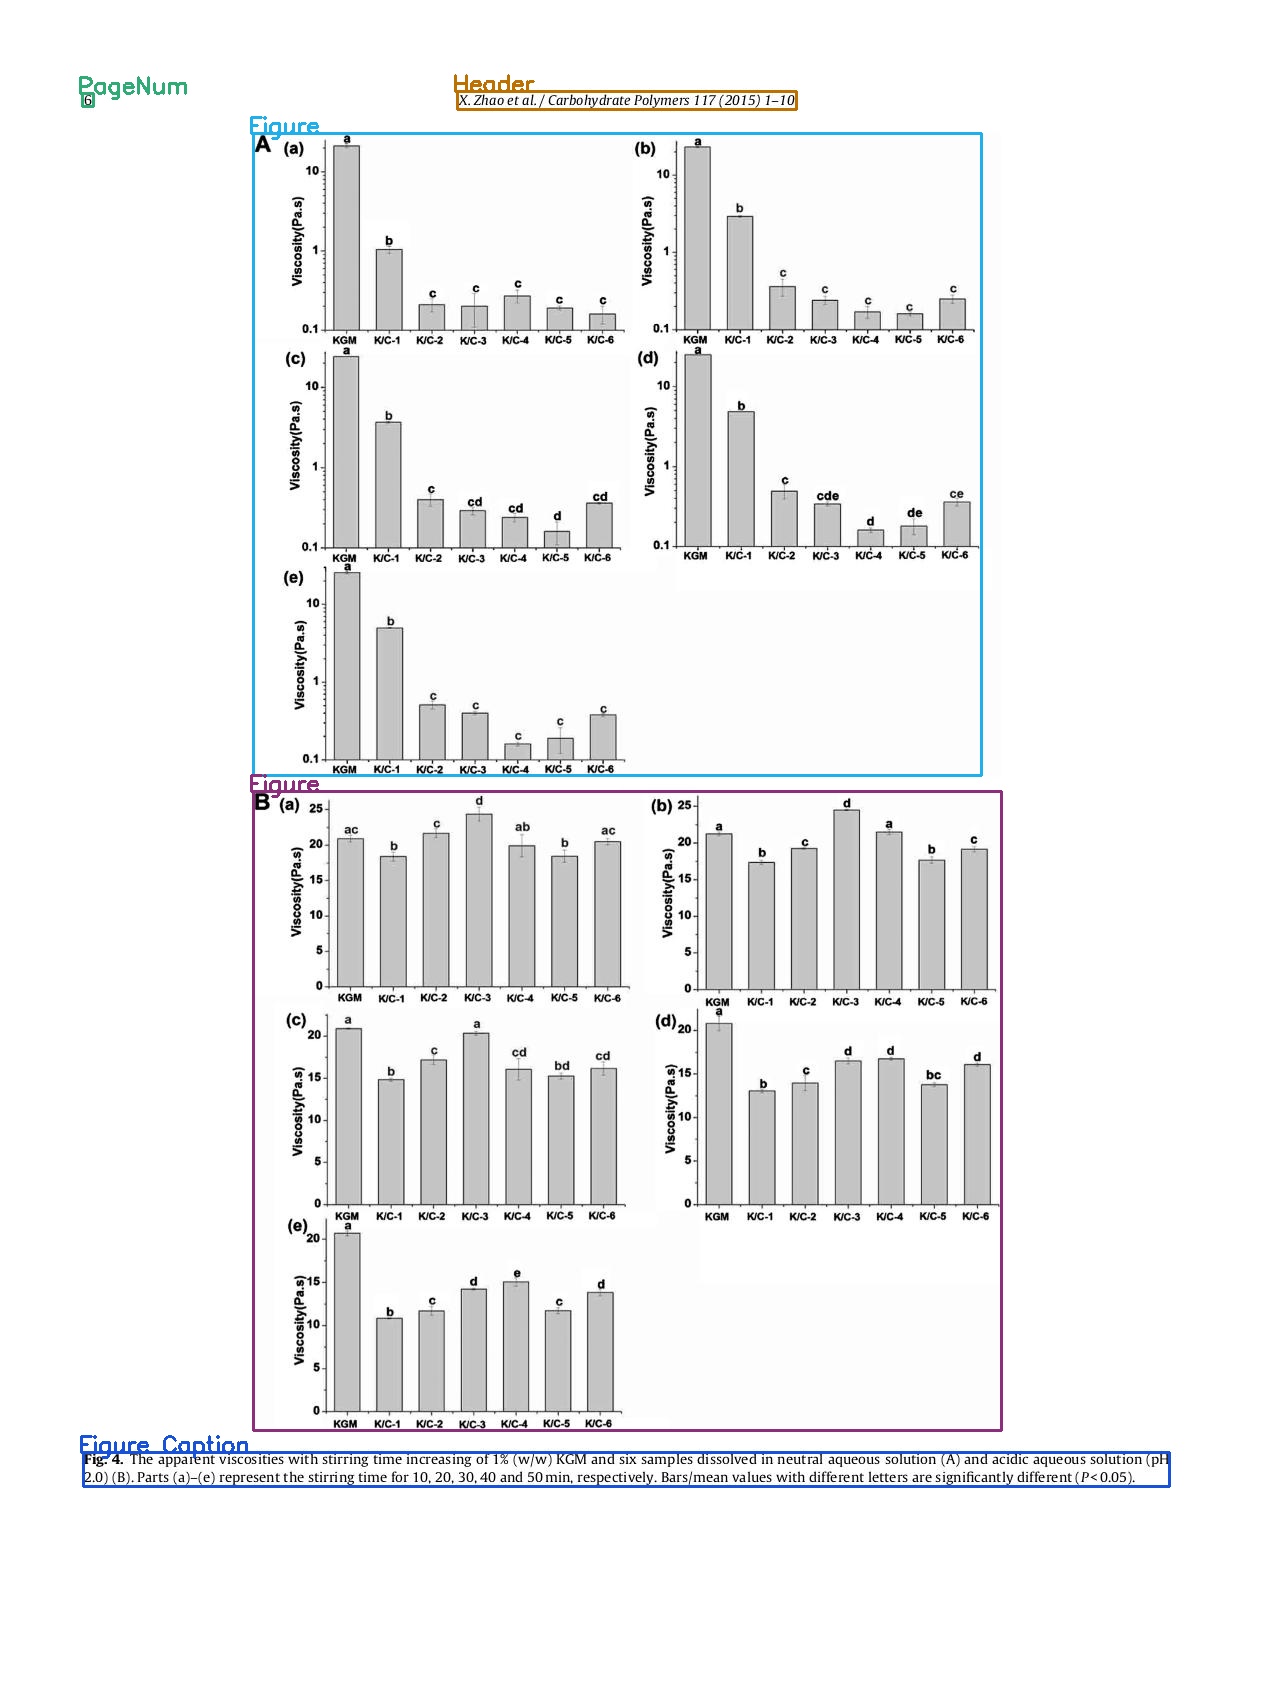 PageNum
6
Header
X. Zhao et al. / Carbohydrate Polymers 117 (2015) 1–10
Figure
A
(a)
Viscosity(Pa.s)
10
1
0.1
a
b
c
c
c
c
c
KGM K/C-1 K/C-2 K/C-3 K/C-4 K/C-5 K/C-6
(b)
Viscosity(Pa.s)
10
1
0.1
a
b
c
c
c
c
c
KGM K/C-1 K/C-2 K/C-3 K/C-4 K/C-5 K/C-6
(c)
Viscosity(Pa.s)
10
1
0.1
a
b
c
cd
cd
d
cd
KGM K/C-1 K/C-2 K/C-3 K/C-4 K/C-5 K/C-6
(d)
Viscosity(Pa.s)
10
1
0.1
a
b
c
cde
d
de
ce
KGM K/C-1 K/C-2 K/C-3 K/C-4 K/C-5 K/C-6
(e)
Viscosity(Pa.s)
10
1
0.1
a
b
c
c
c
c
c
KGM K/C-1 K/C-2 K/C-3 K/C-4 K/C-5 K/C-6
Figure
B
(a)
Viscosity(Pa.s)
25
20
15
10
5
0
ac
b
c
d
ab
b
ac
KGM K/C-1 K/C-2 K/C-3 K/C-4 K/C-5 K/C-6
(b)
Viscosity(Pa.s)
25
20
15
10
5
0
a
b
c
d
a
b
c
KGM K/C-1 K/C-2 K/C-3 K/C-4 K/C-5 K/C-6
(c)
Viscosity(Pa.s)
20
15
10
5
0
a
b
c
a
cd
bd
cd
KGM K/C-1 K/C-2 K/C-3 K/C-4 K/C-5 K/C-6
(d)
Viscosity(Pa.s)
20
15
10
5
0
a
b
c
d
d
bc
d
KGM K/C-1 K/C-2 K/C-3 K/C-4 K/C-5 K/C-6
(e)
Viscosity(Pa.s)
20
15
10
5
0
a
b
c
d
e
c
d
KGM K/C-1 K/C-2 K/C-3 K/C-4 K/C-5 K/C-6
Figure Caption
Fig. 4. The apparent viscosities with stirring time increasing of 1% (w/w) KGM and six samples dissolved in neutral aqueous solution (A) and acidic aqueous solution (pH
2.0) (B). Parts (a)–(e) represent the stirring time for 10, 20, 30, 40 and 50 min, respectively. Bars/mean values with different letters are significantly different (P < 0.05).